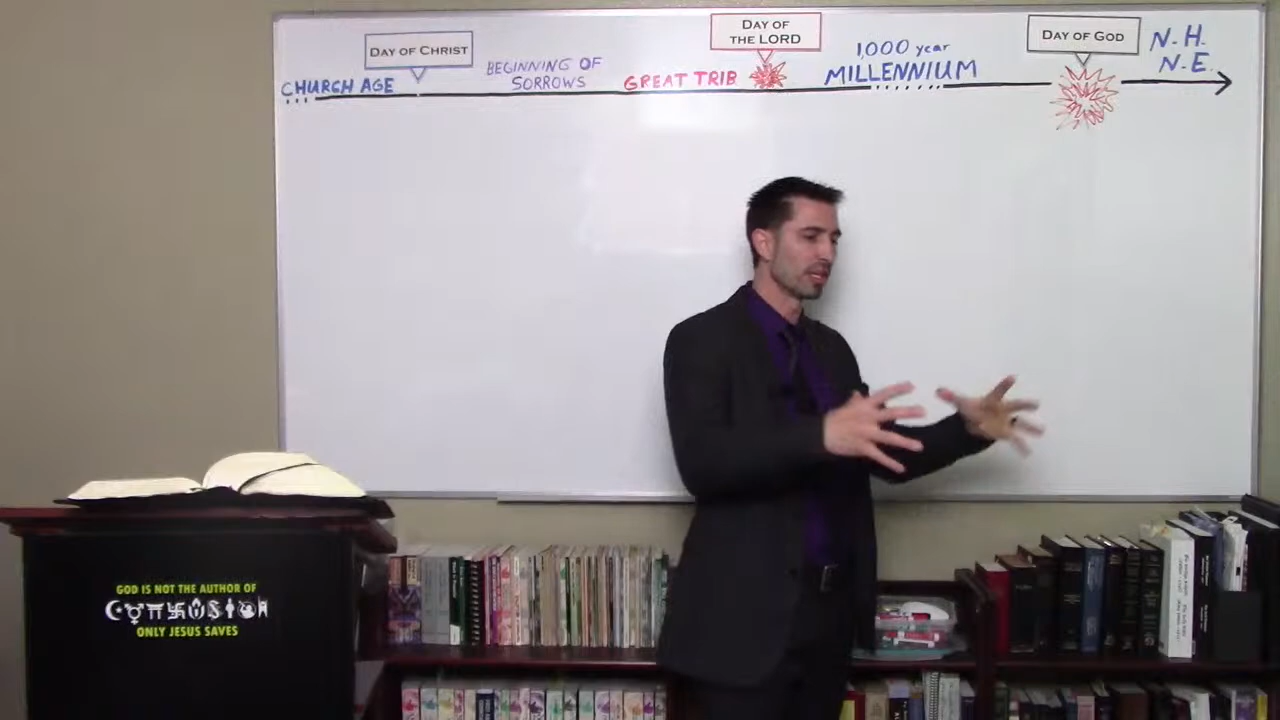 CHURCH AGE
DAY OF CHRIST
BEGINNING OF
SORROWS
GREAT TRIB
DAY OF
THE LORD
1,000 year
MILLENNIUM
DAY OF GOD
N.H.
N.E.
GOD IS NOT THE AUTHOR OF
ONLY JESUS SAVES